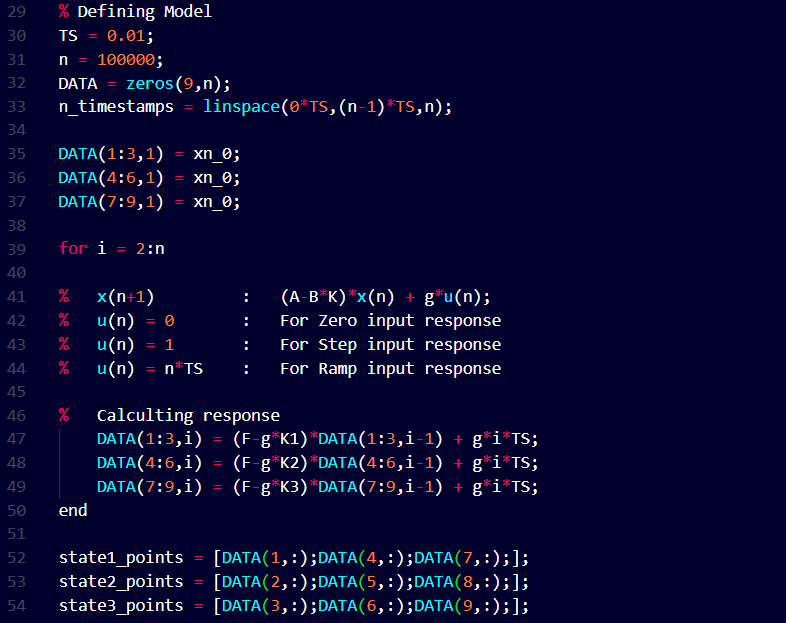 29 % Defining Model
30 TS = 0.01;
31 n = 100000;
32 DATA = zeros(9,n);
33 n_timestamps = linspace(0*TS,(n-1)*TS,n);
34
35 DATA(1:3,1) = xn_0;
36 DATA(4:6,1) = xn_0;
37 DATA(7:9,1) = xn_0;
38
39 for i = 2:n
40
41 %   x(n+1)         :   (A-B*K)*x(n) + g*u(n);
42 %   u(n) = 0       :   For Zero input response
43 %   u(n) = 1       :   For Step input response
44 %   u(n) = n*TS    :   For Ramp input response
45
46 %   Calculting response
47     DATA(1:3,i) = (F-g*K1)*DATA(1:3,i-1) + g*i*TS;
48     DATA(4:6,i) = (F-g*K2)*DATA(4:6,i-1) + g*i*TS;
49     DATA(7:9,i) = (F-g*K3)*DATA(7:9,i-1) + g*i*TS;
50 end
51
52 state1_points = [DATA(1,:);DATA(4,:);DATA(7,:);];
53 state2_points = [DATA(2,:);DATA(5,:);DATA(8,:);];
54 state3_points = [DATA(3,:);DATA(6,:);DATA(9,:);];